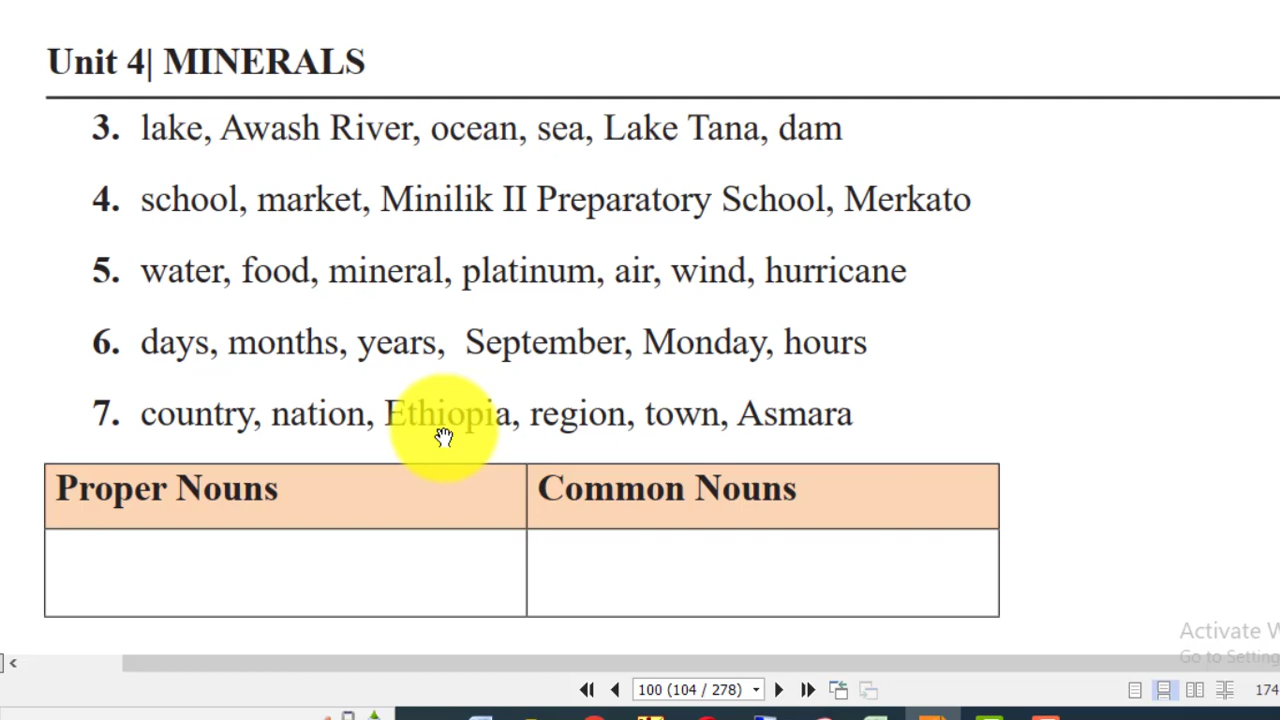 Unit 4| MINERALS
3. lake, Awash River, ocean, sea, Lake Tana, dam
4. school, market, Minilik II Preparatory School, Merkato
5. water, food, mineral, platinum, air, wind, hurricane
6. days, months, years, September, Monday, hours
7. country, nation, Ethiopia, region, town, Asmara
Proper Nouns Common Nouns
Activate W
Go to Setting
100 (104 / 278)
174